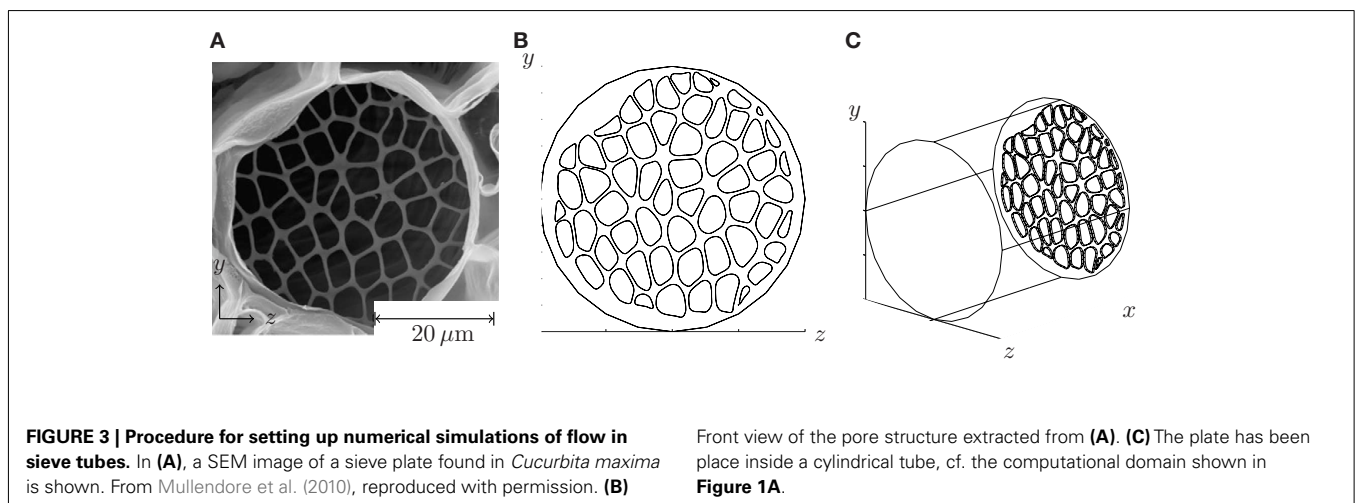 A
B
C
y
z
20 μm
y
z
y
x
z
FIGURE 3 | Procedure for setting up numerical simulations of flow in
sieve tubes. In (A), a SEM image of a sieve plate found in Cucurbita maxima
is shown. From Mullendore et al. (2010), reproduced with permission. (B)
Front view of the pore structure extracted from (A). (C) The plate has been
place inside a cylindrical tube, cf. the computational domain shown in
Figure 1A.